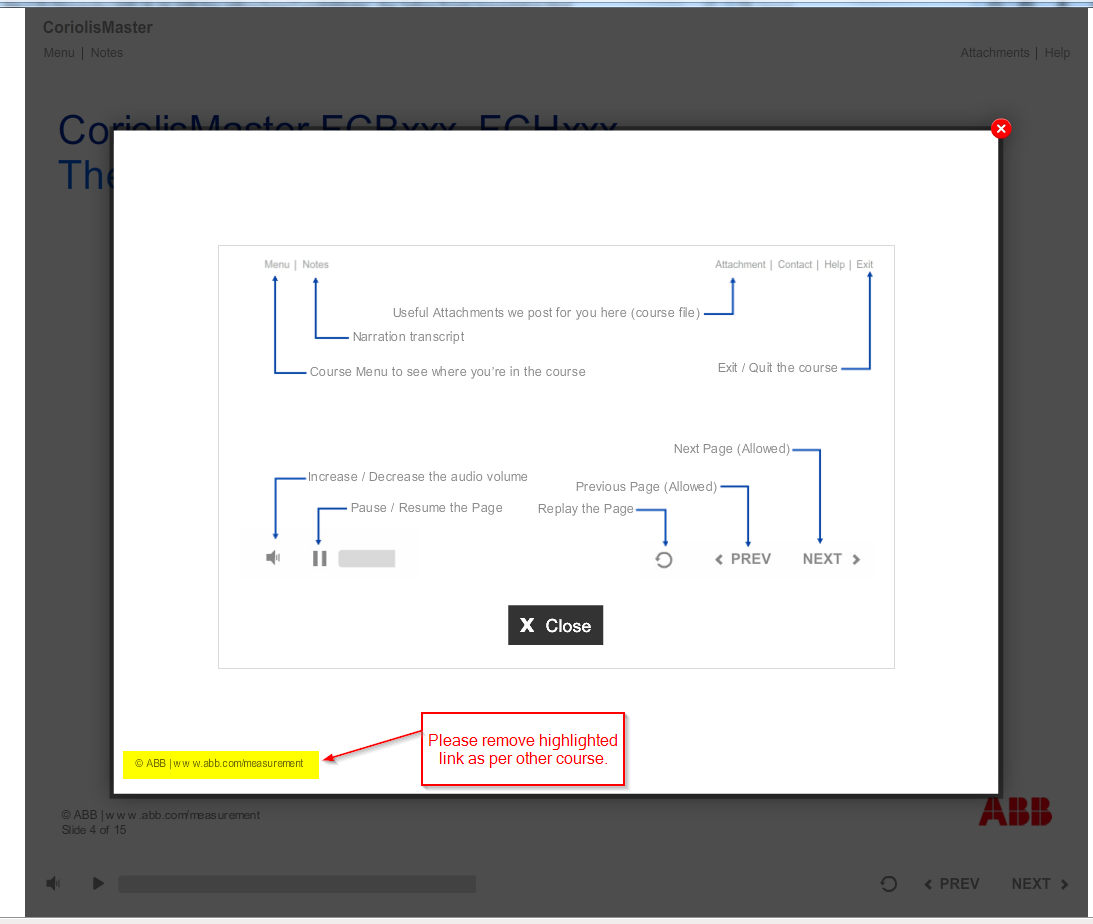 CoriolisMaster
Menu | Notes
Attachments | Help
CoriolisMaster FCBxxx, FCHxxx
The
Menu | Notes
Attachment | Contact | Help | Exit
Useful Attachments we post for you here (course file)
Narration transcript
Course Menu to see where you're in the course
Exit / Quit the course
Next Page (Allowed)
Increase / Decrease the audio volume
Previous Page (Allowed)
Pause / Resume the Page
Replay the Page
PREV
NEXT
X Close
Please remove highlighted
link as per other course.
© ABB | www.abb.com/measurement
ABB
© ABB | www.abb.com/measurement
Slide 4 of 15
PREV
NEXT